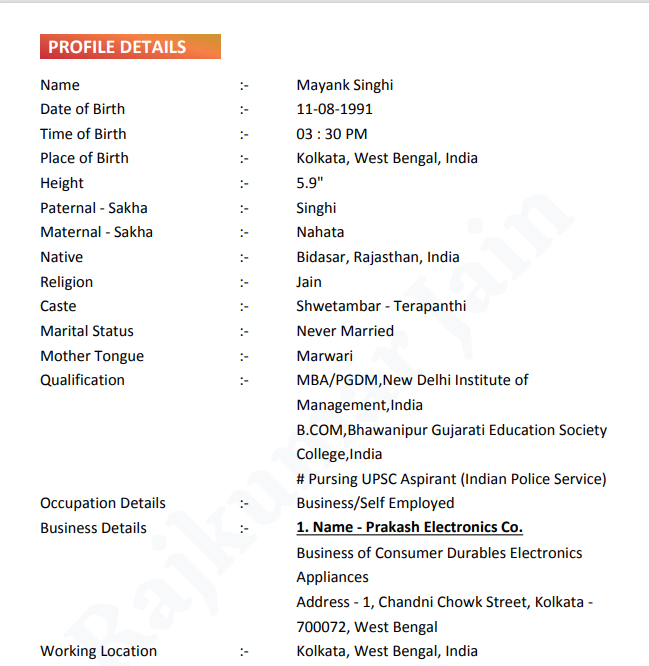 PROFILE DETAILS
Name :- Mayank Singhi
Date of Birth :- 11-08-1991
Time of Birth :- 03 : 30 PM
Place of Birth :- Kolkata, West Bengal, India
Height :- 5.9"
Paternal - Sakha :- Singhi
Maternal - Sakha :- Nahata
Native :- Bidasar, Rajasthan, India
Religion :- Jain
Caste :- Shwetambar - Terapanthi
Marital Status :- Never Married
Mother Tongue :- Marwari
Qualification :- MBA/PGDM,New Delhi Institute of
Management,India
B.COM,Bhawanipur Gujarati Education Society
College,India
# Pursing UPSC Aspirant (Indian Police Service)
Occupation Details :- Business/Self Employed
Business Details :- 1. Name - Prakash Electronics Co.
Business of Consumer Durables Electronics
Appliances
Address - 1, Chandni Chowk Street, Kolkata -
700072, West Bengal
Working Location :- Kolkata, West Bengal, India
Rajkumar Jain